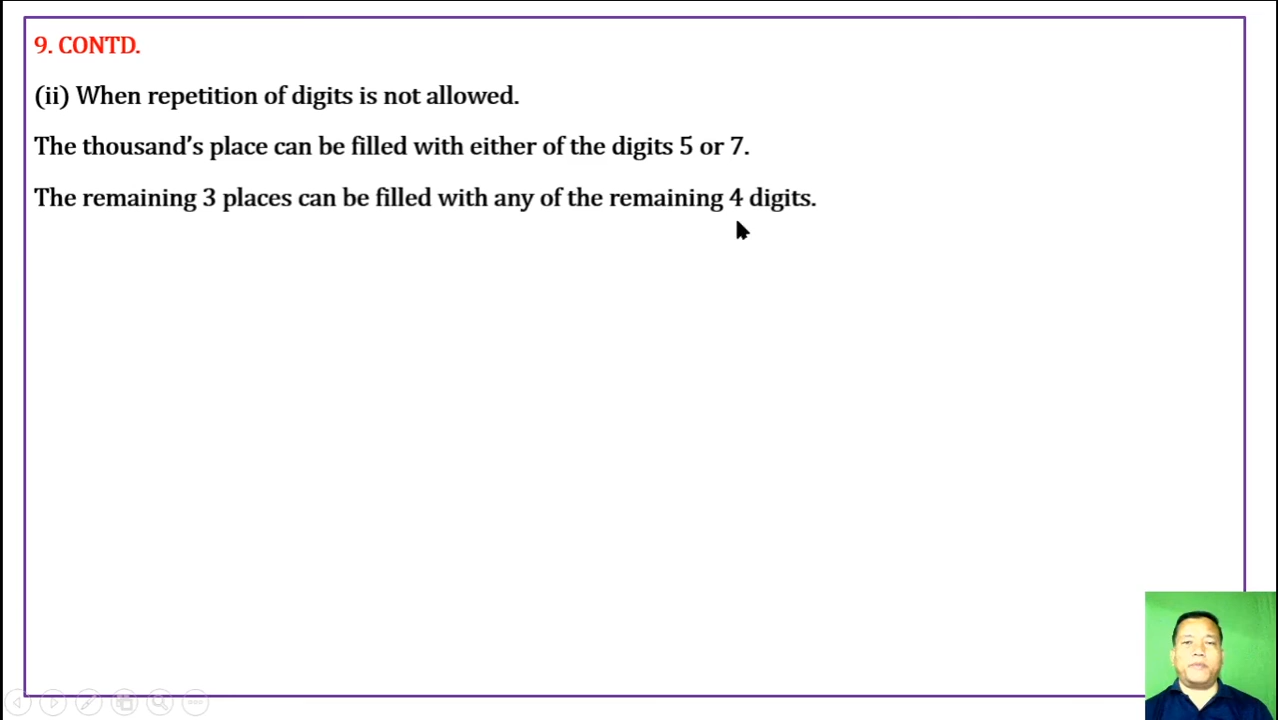 9. CONTD.
(ii) When repetition of digits is not allowed.
The thousand’s place can be filled with either of the digits 5 or 7.
The remaining 3 places can be filled with any of the remaining 4 digits.